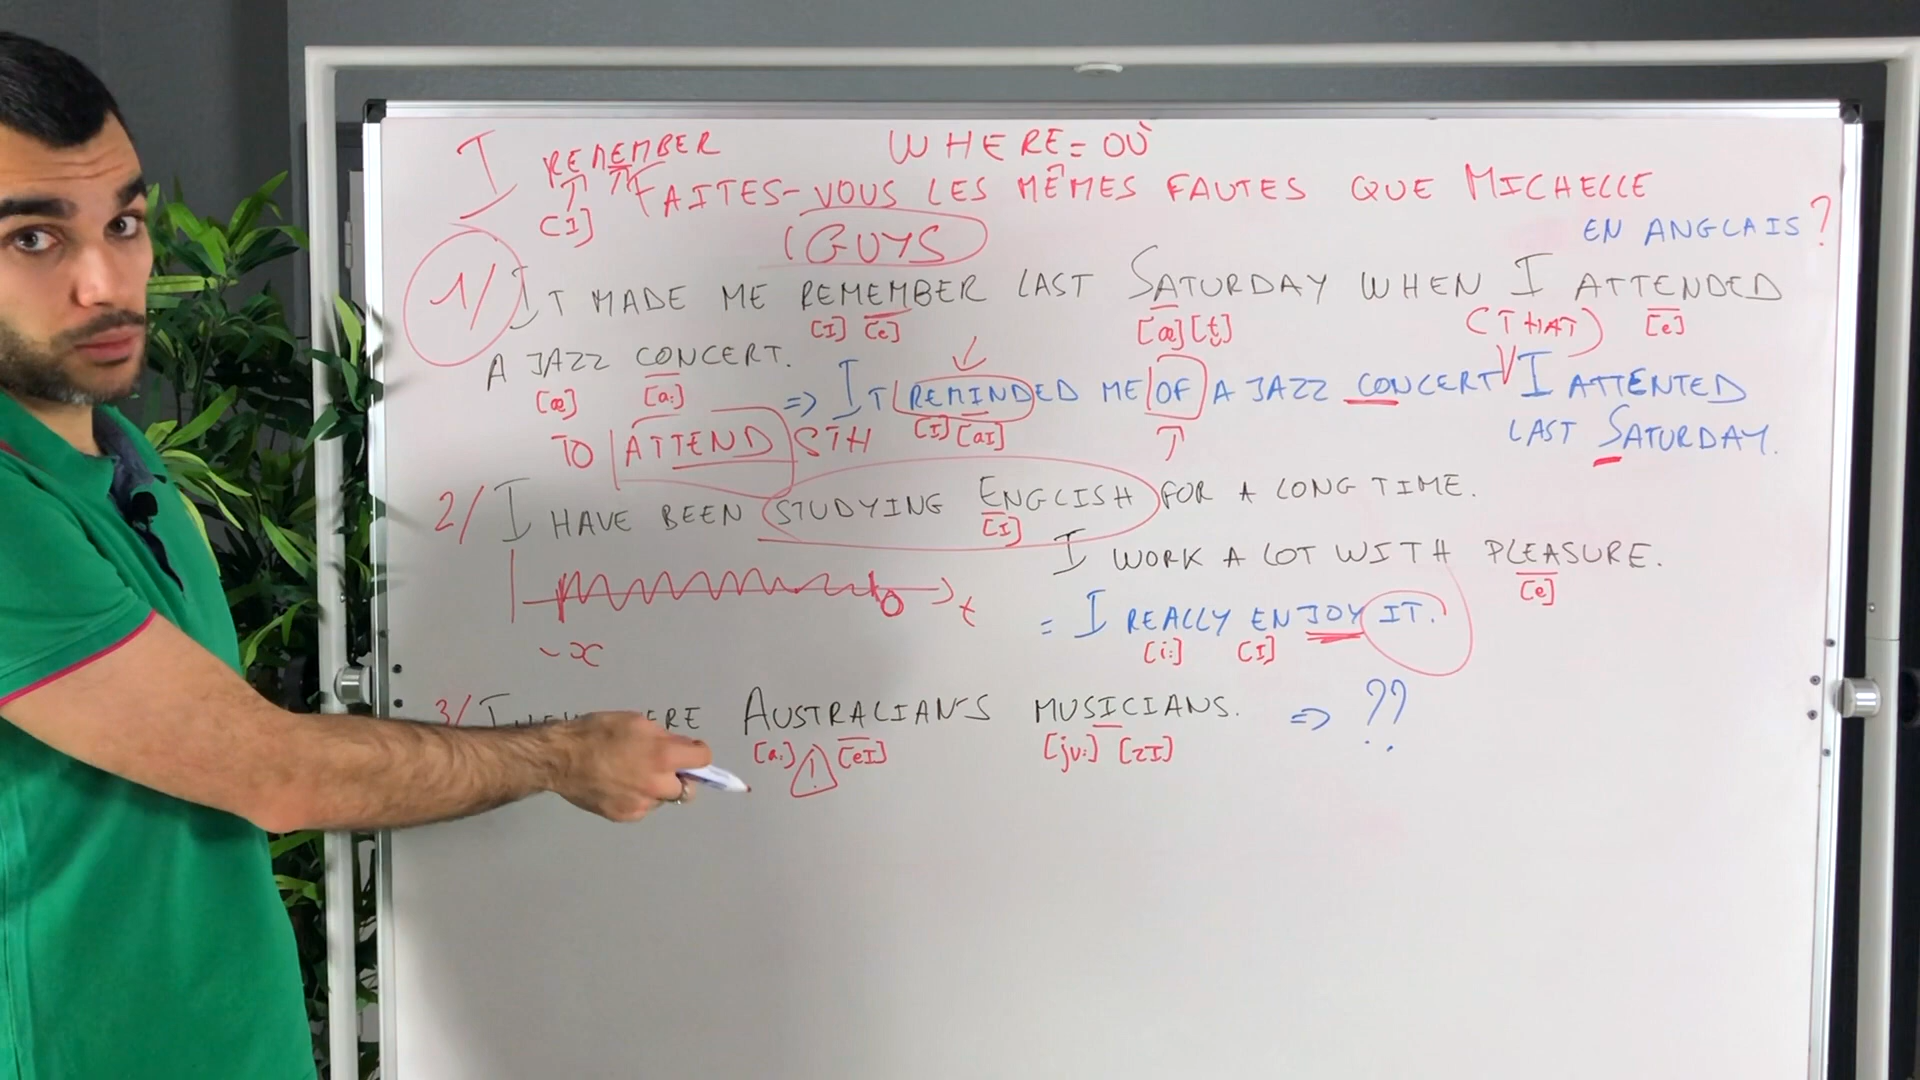 I REMEMBER WHERE = OÙ
[I] FAITES-VOUS LES MÊMES FAUTES QUE MICHELLE
EN ANGLAIS ?
GUYS
1/ IT MADE ME REMEMBER LAST SATURDAY WHEN I ATTENDED
[I] [e] [æ] [t] (THAT) [e]
A JAZZ CONCERT.
[æ] [a:]
=> IT REMINDED ME OF A JAZZ CONCERT I ATTENTED
[I] [aI]
LAST SATURDAY.
TO ATTEND STH
2/ I HAVE BEEN STUDYING ENGLISH FOR A LONG TIME.
[I]
I WORK A LOT WITH PLEASURE.
[e]
= I REALLY ENJOY IT.
[i:] [I]
0 t
3/ AUSTRALIANS MUSICIANS. => ??
[a:] ! [eI] [ju:] [zI]